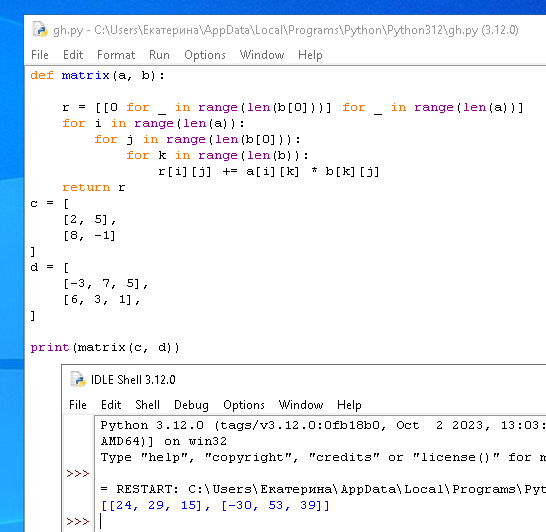 gh.py - C:\Users\Екатерина\AppData\Local\Programs\Python\Python312\gh.py (3.12.0)
File Edit Format Run Options Window Help
def matrix(a, b):
    r = [[0 for _ in range(len(b[0]))] for _ in range(len(a))]
    for i in range(len(a)):
        for j in range(len(b[0])):
            for k in range(len(b)):
                r[i][j] += a[i][k] * b[k][j]
    return r
c = [
    [2, 5],
    [8, -1]
]
d = [
    [-3, 7, 5],
    [6, 3, 1],
]
print(matrix(c, d))
IDLE Shell 3.12.0
File Edit Shell Debug Options Window Help
Python 3.12.0 (tags/v3.12.0:0fb18b0, Oct  2 2023, 13:03:
AMD64)] on win32
Type "help", "copyright", "credits" or "license()" for m
>>>
= RESTART: C:\Users\Екатерина\AppData\Local\Programs\Pyt
[[24, 29, 15], [-30, 53, 39]]
>>>